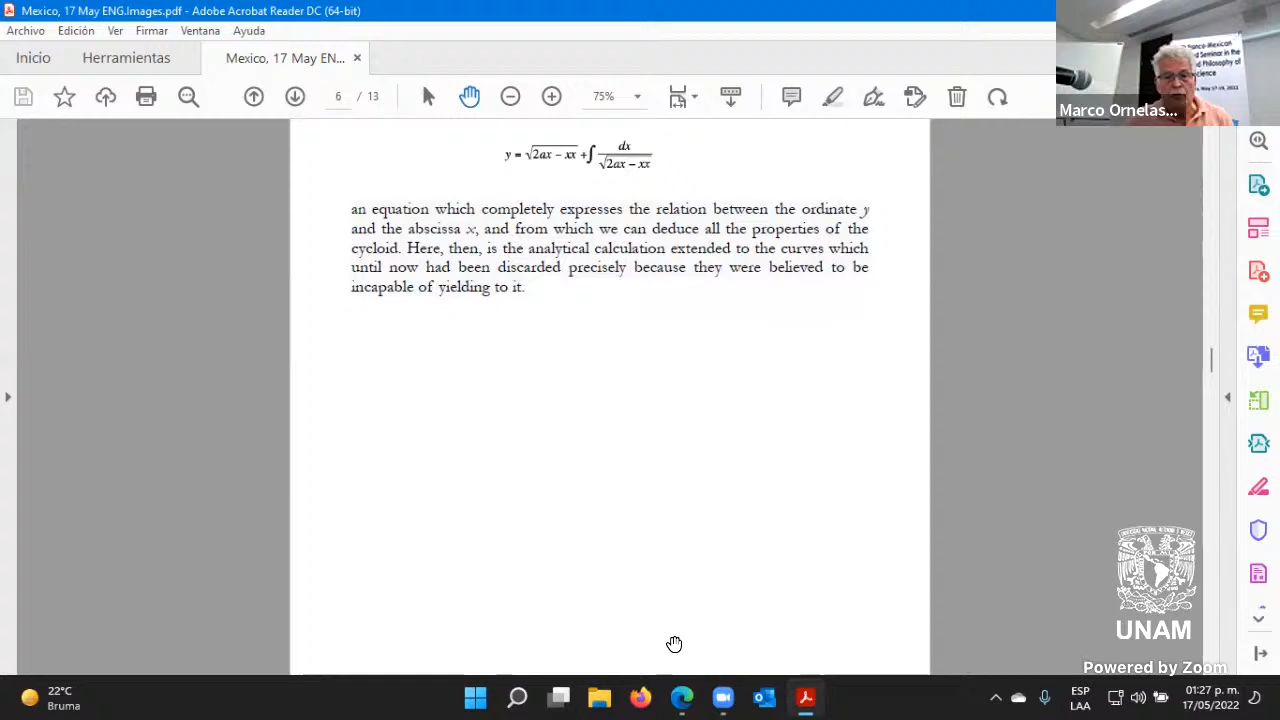 Mexico, 17 May ENG.Images.pdf - Adobe Acrobat Reader DC (64-bit)
Archivo Edición Ver Firmar Ventana Ayuda
Inicio Herramientas Mexico, 17 May EN... ×
6 / 13 75%
y = √2ax − xx + ∫ dx / √2ax − xx
an equation which completely expresses the relation between the ordinate y
and the abscissa x, and from which we can deduce all the properties of the
cycloid. Here, then, is the analytical calculation extended to the curves which
until now had been discarded precisely because they were believed to be
incapable of yielding to it.
Marco Ornelas...
UNAM
Powered by Zoom
22°C
Bruma
ESP
LAA
01:27 p. m.
17/05/2022